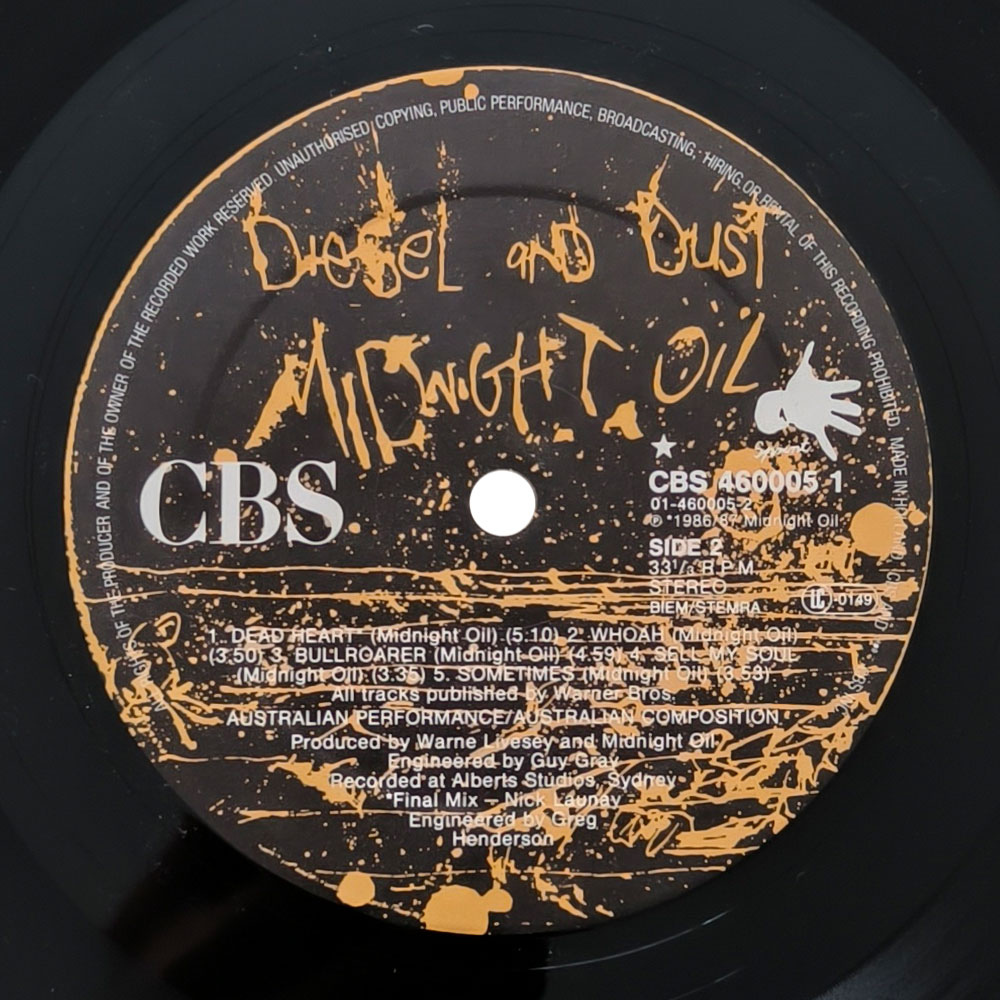 ALL RIGHTS OF THE PRODUCER AND OF THE OWNER OF THE RECORDED WORK RESERVED. UNAUTHORISED COPYING, PUBLIC PERFORMANCE, BROADCASTING, HIRING OR RENTAL OF THIS RECORDING PROHIBITED. MADE IN
Diesel and Dust
MIDNIGHT OIL
Sprint
CBS
CBS 460005 1
01-460005-2
℗ *1986/87 Midnight Oil
SIDE 2
33⅓ R.P.M.
STEREO
BIEM/STEMRA
LC-0149
1. DEAD HEART* (Midnight Oil) (5.10) 2. WHOAH (Midnight Oil)
(3.50) 3. BULLROARER (Midnight Oil) (4.59) 4. SELL MY SOUL
(Midnight Oil) (3.35) 5. SOMETIMES (Midnight Oil) (3.53)
All tracks published by Warner Bros.
AUSTRALIAN PERFORMANCE/AUSTRALIAN COMPOSITION
Produced by Warne Livesey and Midnight Oil
Engineered by Guy Gray
Recorded at Alberts Studios, Sydney
*Final Mix – Nick Launay
Engineered by Greg
Henderson